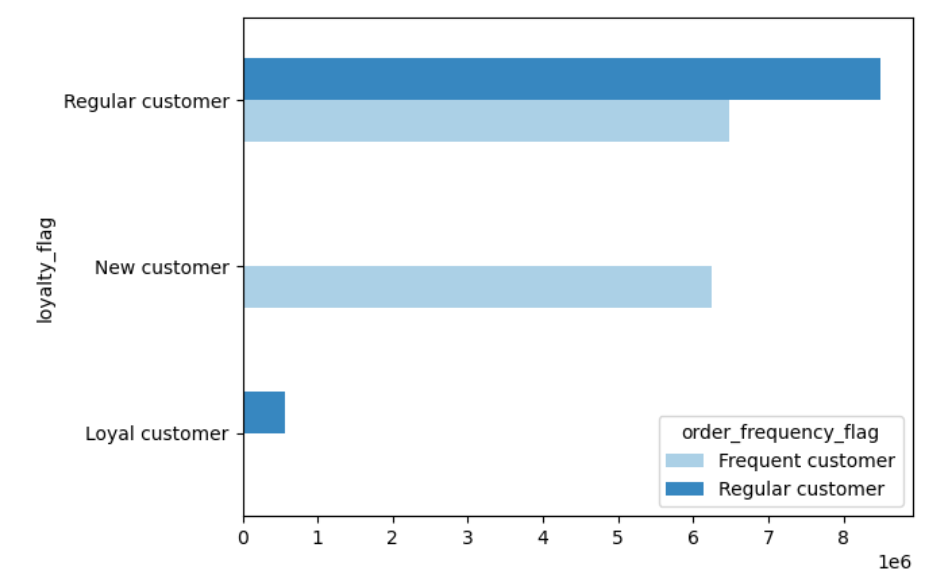 Regular customer
New customer
Loyal customer
loyalty_flag
order_frequency_flag
Frequent customer
Regular customer
0 1 2 3 4 5 6 7 8
1e6